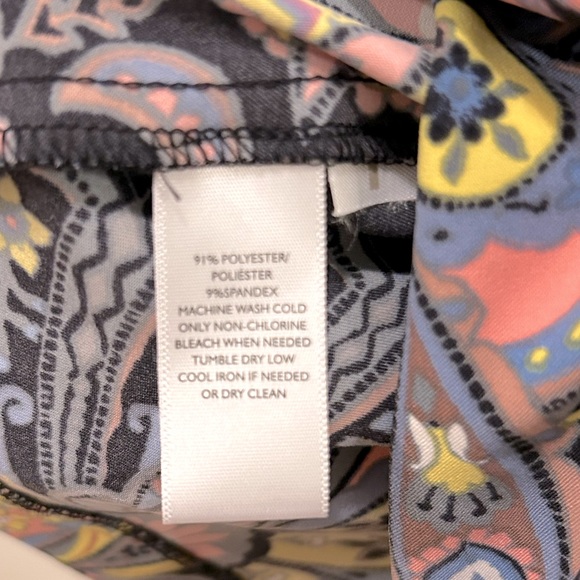 91% POLYESTER/
POLIÉSTER
9%SPANDEX
MACHINE WASH COLD
ONLY NON-CHLORINE
BLEACH WHEN NEEDED
TUMBLE DRY LOW
COOL IRON IF NEEDED
OR DRY CLEAN